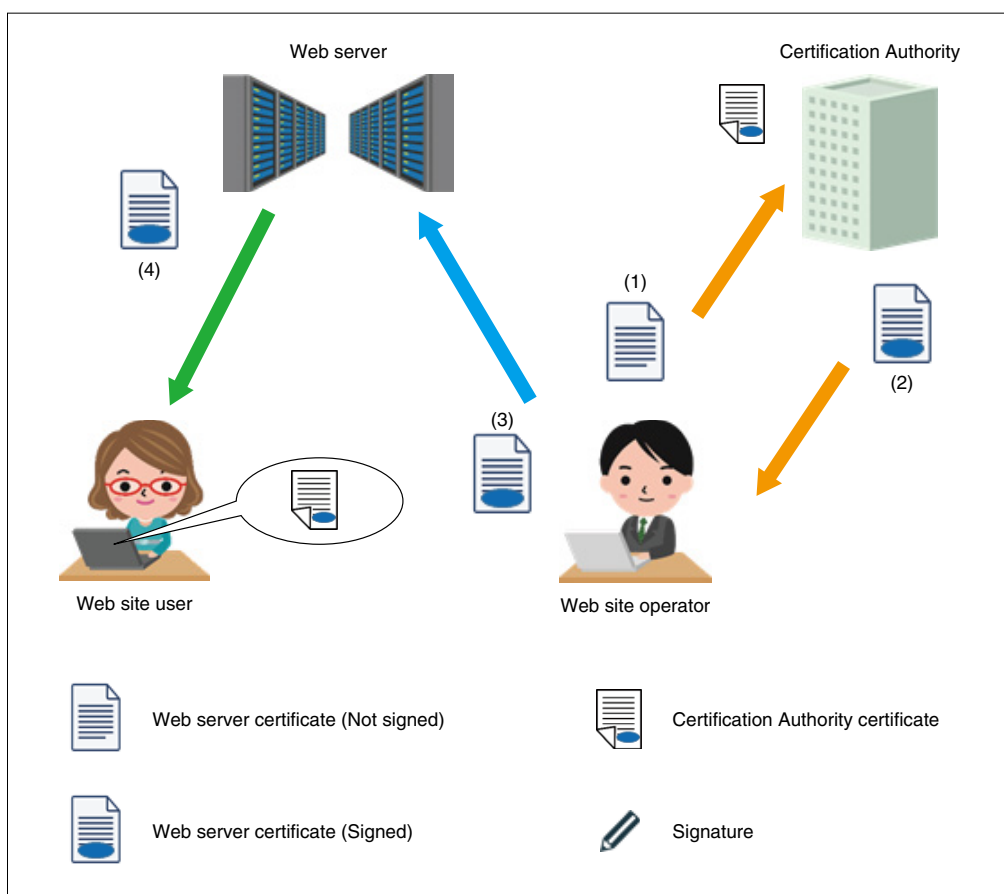 Web server
Certification Authority
(4)
(1)
(2)
(3)
Web site user
Web site operator
Web server certificate (Not signed)
Certification Authority certificate
Web server certificate (Signed)
Signature